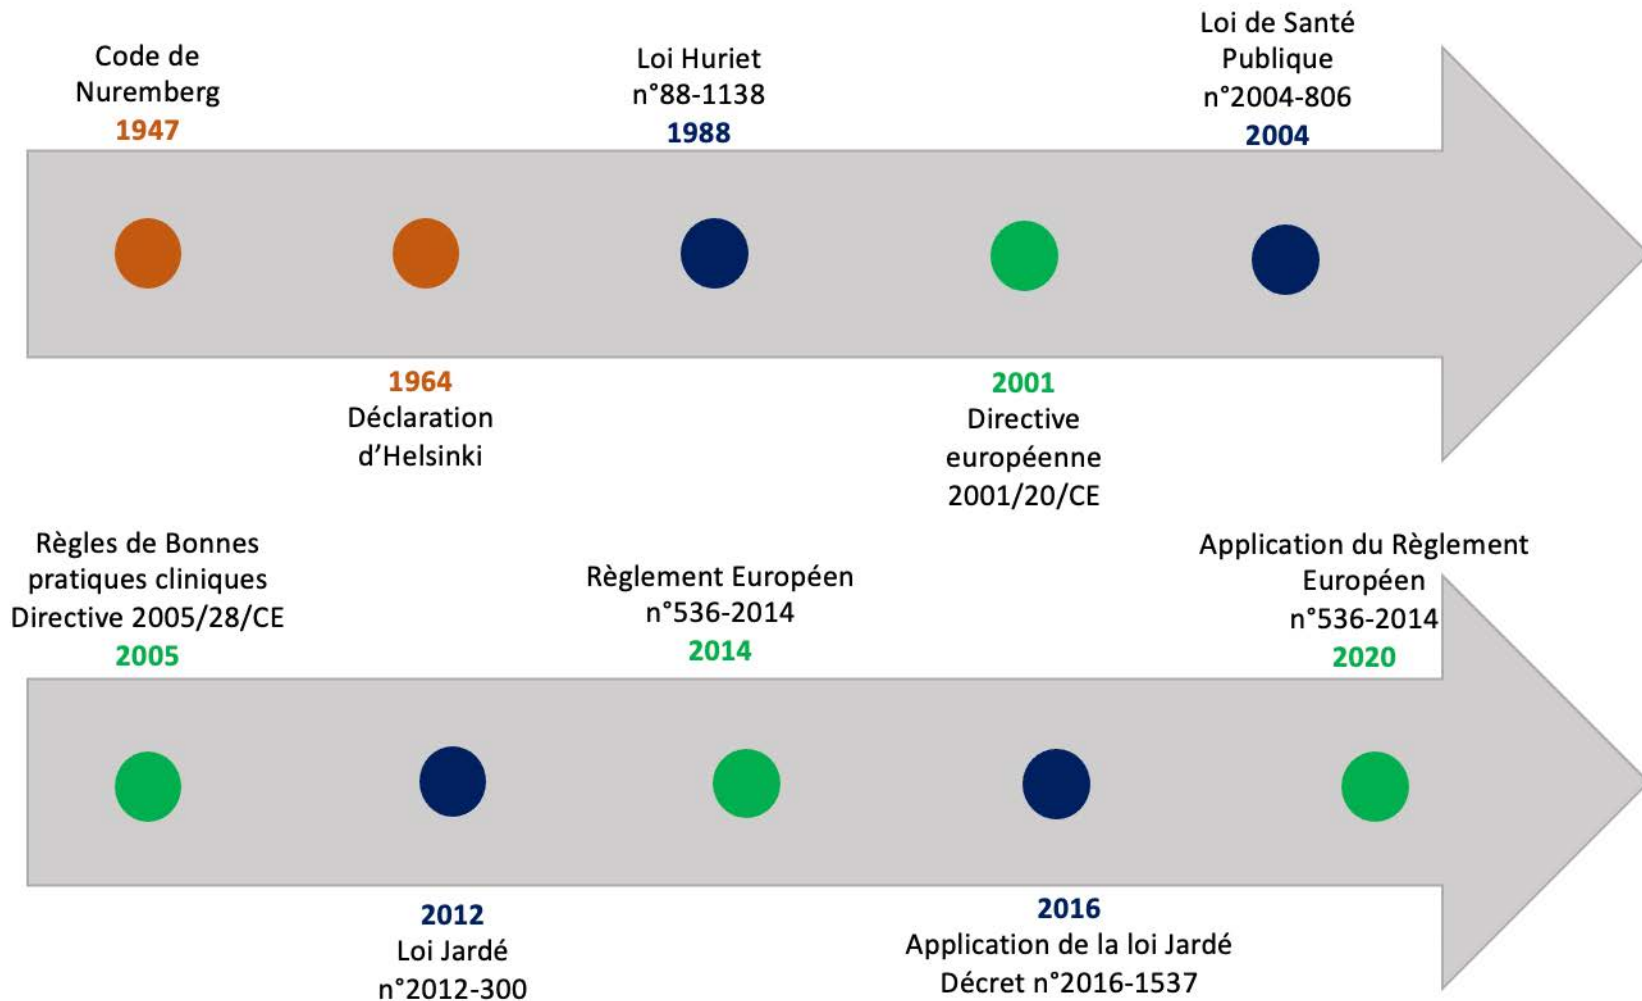 Code de
Nuremberg
1947
1964
Déclaration
d’Helsinki
Loi Huriet
n°88-1138
1988
2001
Directive
européenne
2001/20/CE
Loi de Santé
Publique
n°2004-806
2004
Règles de Bonnes
pratiques cliniques
Directive 2005/28/CE
2005
2012
Loi Jardé
n°2012-300
Règlement Européen
n°536-2014
2014
2016
Application de la loi Jardé
Décret n°2016-1537
Application du Règlement
Européen
n°536-2014
2020